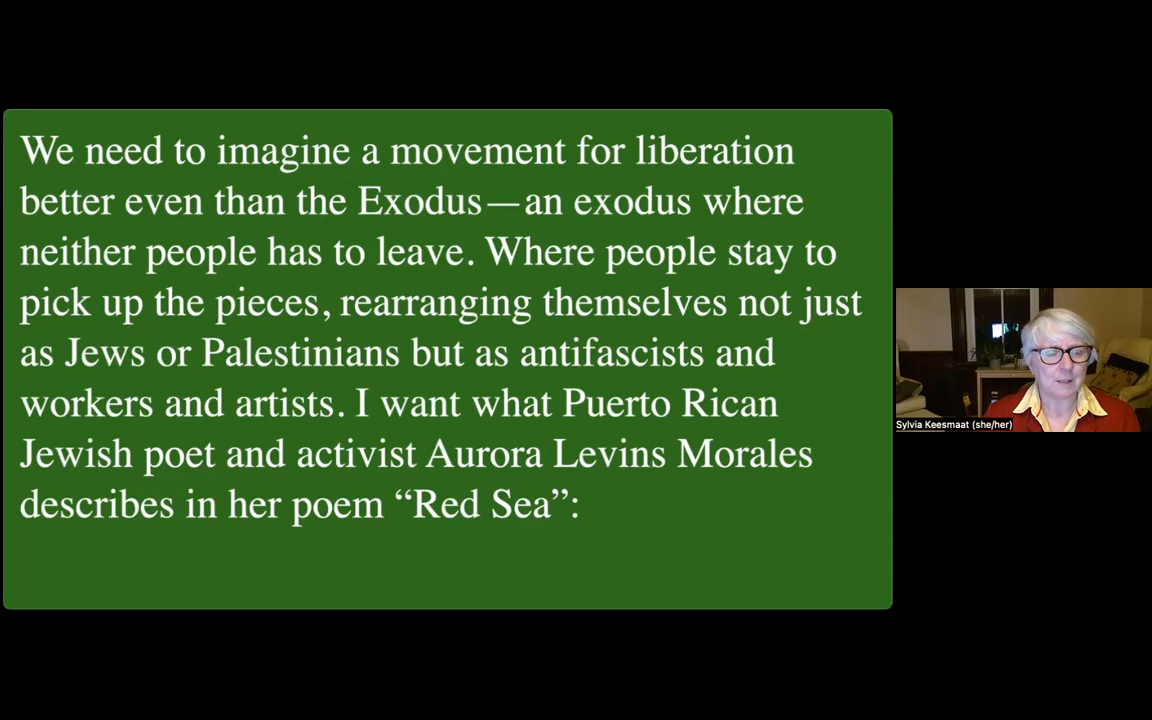 We need to imagine a movement for liberation
better even than the Exodus—an exodus where
neither people has to leave. Where people stay to
pick up the pieces, rearranging themselves not just
as Jews or Palestinians but as antifascists and
workers and artists. I want what Puerto Rican
Jewish poet and activist Aurora Levins Morales
describes in her poem “Red Sea”:
Sylvia Keesmaat (she/her)